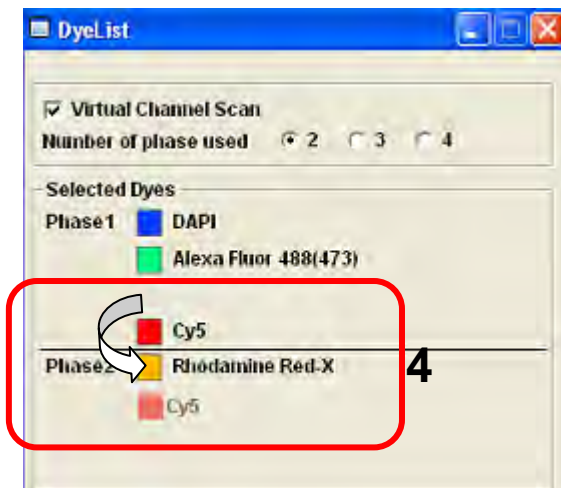 DyeList
Virtual Channel Scan
Number of phase used 2 3 4
Selected Dyes
Phase1 DAPI
Alexa Fluor 488(473)
Cy5
Phase2 Rhodamine Red-X
Cy5
4